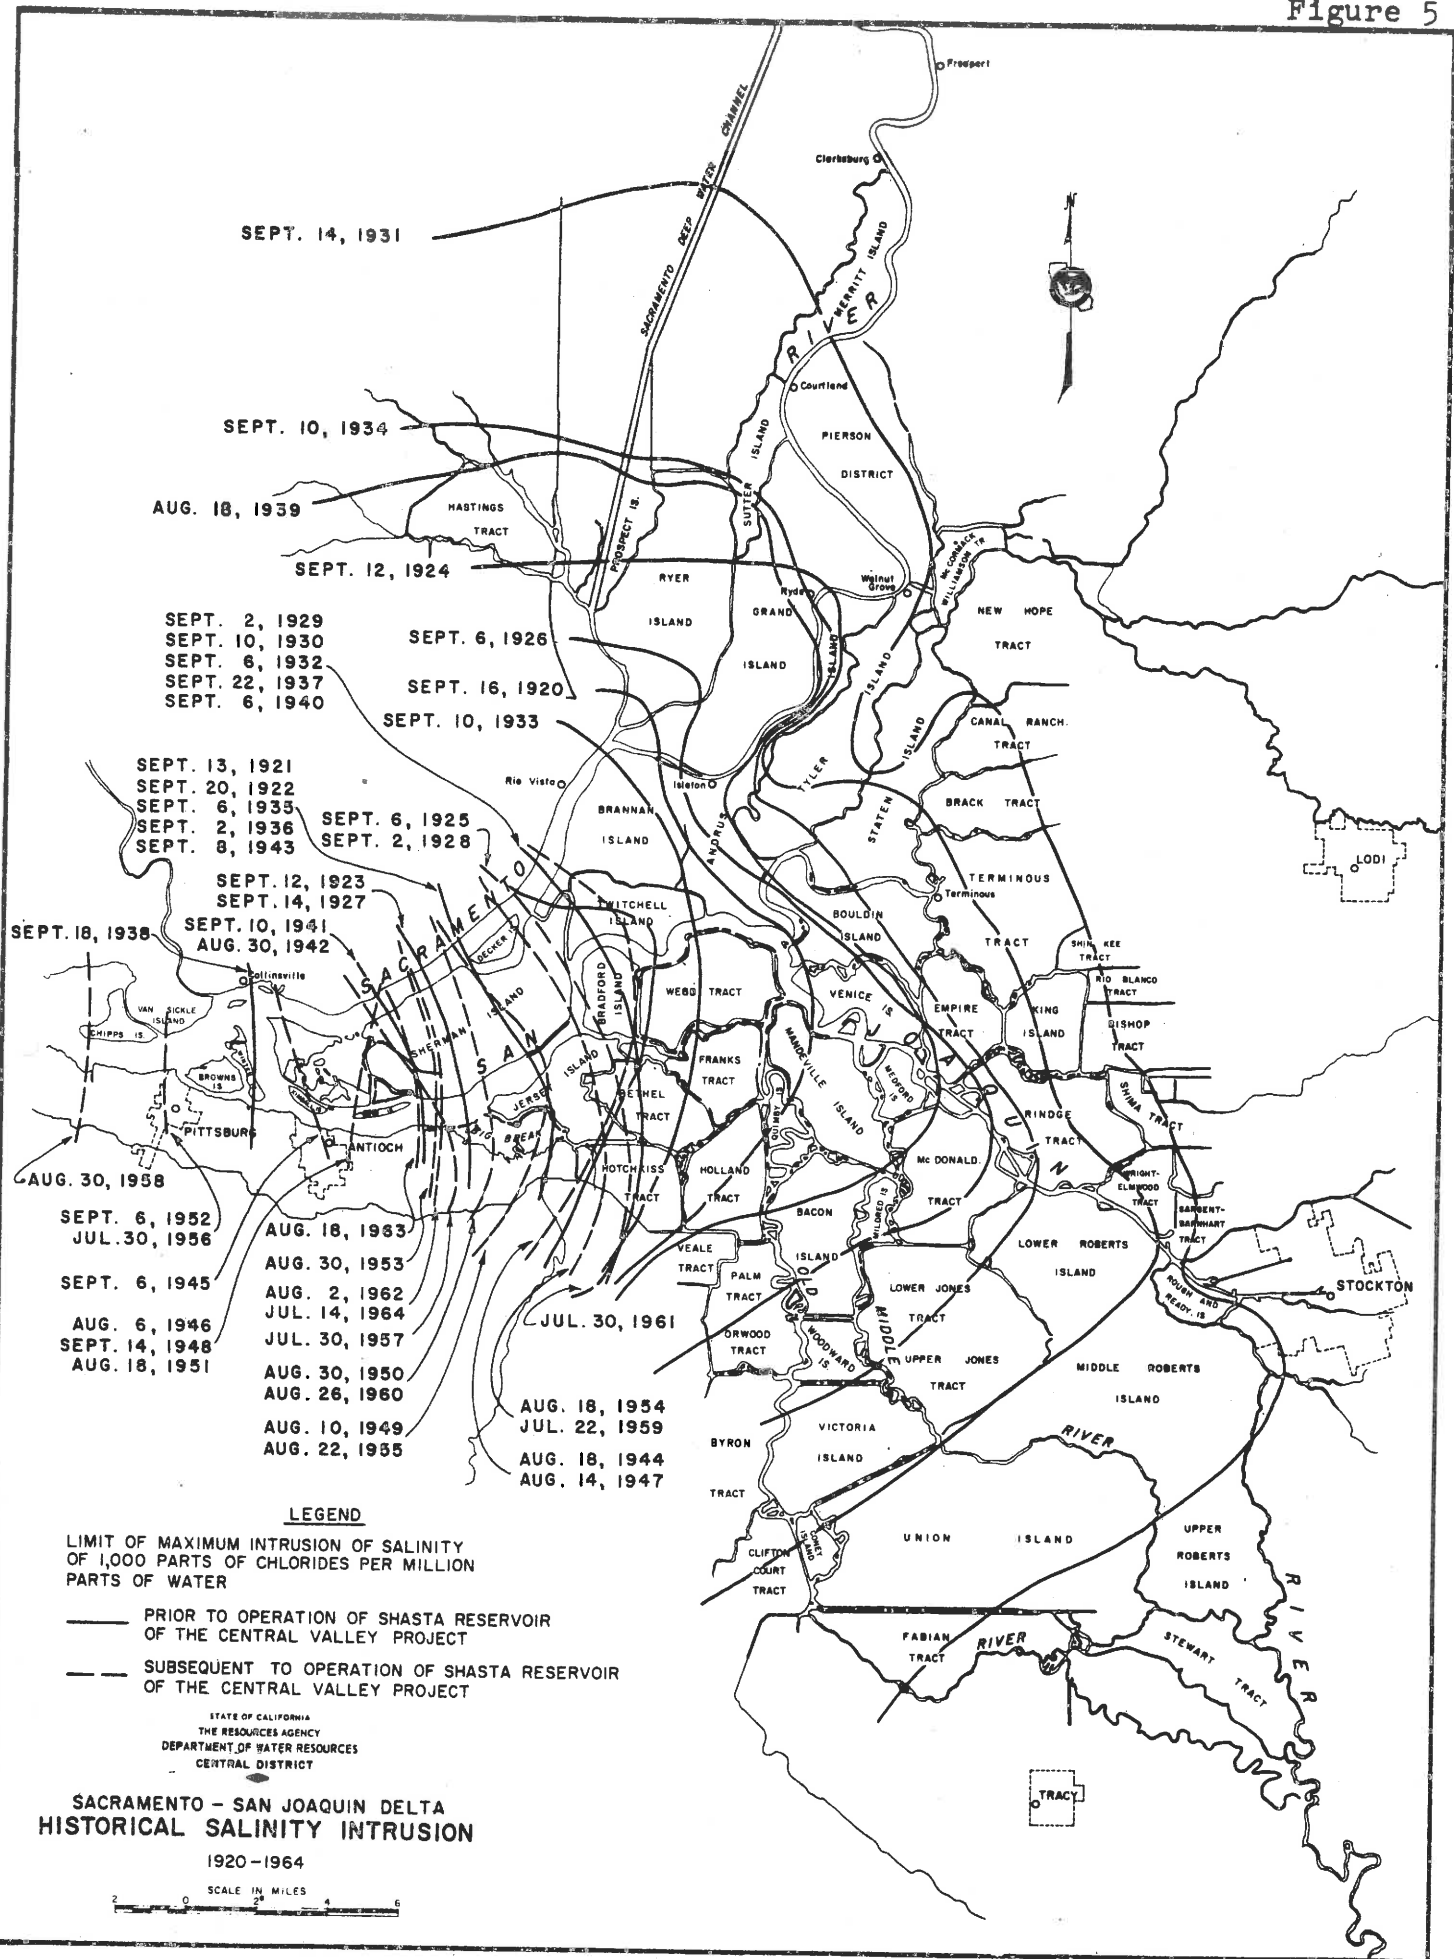 Figure 5
Freeport
SACRAMENTO DEEP WATER CHANNEL
Clarksburg
SEPT. 14, 1931
MERRITT ISLAND
RIVER
N
Courtland
SEPT. 10, 1934
SUTTER ISLAND
PIERSON
DISTRICT
AUG. 18, 1939
HASTINGS
TRACT
PROSPECT IS.
McCORMACK
WILLIAMSON TR
SEPT. 12, 1924
RYER
ISLAND
Ryde
Walnut
Grove
GRAND
ISLAND
ISLAND
NEW HOPE
TRACT
SEPT. 2, 1929
SEPT. 10, 1930
SEPT. 6, 1932
SEPT. 22, 1937
SEPT. 6, 1940
SEPT. 6, 1926
SEPT. 16, 1920
SEPT. 10, 1933
TYLER ISLAND
STATEN ISLAND
CANAL RANCH
TRACT
SEPT. 13, 1921
SEPT. 20, 1922
SEPT. 6, 1935
SEPT. 2, 1936
SEPT. 8, 1943
SEPT. 6, 1925
SEPT. 2, 1928
Rio Vista
Isleton
BRANNAN
ISLAND
ANDRUS
BRACK TRACT
LODI
SEPT. 12, 1923
SEPT. 14, 1927
SEPT. 10, 1941
AUG. 30, 1942
SEPT. 18, 1938
SACRAMENTO
TWITCHELL
ISLAND
BOULDIN
ISLAND
TERMINOUS
Terminous
TRACT
SHIN KEE
TRACT
RIO BLANCO
TRACT
Collinsville
DECKER IS.
VAN SICKLE
ISLAND
CHIPPS IS.
SHERMAN ISLAND
BRADFORD
ISLAND
WEBB TRACT
VENICE IS.
EMPIRE
TRACT
KING
ISLAND
BISHOP
TRACT
SAN
JOAQUIN
BROWNS
IS
WINTER
JERSEY ISLAND
FRANKS
TRACT
MANDEVILLE
ISLAND
MEDFORD
IS.
BETHEL
TRACT
QUIMBY IS
RINDGE
TRACT
SHIMA TRACT
PITTSBURG
ANTIOCH
BIG BREAK
HOTCHKISS
TRACT
HOLLAND
TRACT
Mc DONALD
TRACT
WRIGHT-
ELMWOOD
TRACT
SARGENT-
BARNHART
TRACT
AUG. 30, 1958
SEPT. 6, 1952
JUL. 30, 1956
AUG. 18, 1963
AUG. 30, 1953
SEPT. 6, 1945
AUG. 2, 1962
JUL. 14, 1964
AUG. 6, 1946
SEPT. 14, 1948
AUG. 18, 1951
JUL. 30, 1957
AUG. 30, 1950
AUG. 26, 1960
AUG. 10, 1949
AUG. 22, 1955
JUL. 30, 1961
AUG. 18, 1954
JUL. 22, 1959
AUG. 18, 1944
AUG. 14, 1947
BACON
ISLAND
MILDRED IS
VEALE
TRACT
PALM
TRACT
OLD
LOWER ROBERTS
ISLAND
LOWER JONES
TRACT
MIDDLE
ROUGH AND
READY IS
STOCKTON
ORWOOD
TRACT
WOODWARD
IS.
UPPER JONES
TRACT
MIDDLE ROBERTS
ISLAND
BYRON
TRACT
VICTORIA
ISLAND
RIVER
CONEY
ISLAND
CLIFTON
COURT
TRACT
UNION ISLAND
UPPER
ROBERTS
ISLAND
RIVER
FABIAN
TRACT
RIVER
STEWART
TRACT
TRACY
LEGEND
LIMIT OF MAXIMUM INTRUSION OF SALINITY
OF 1,000 PARTS OF CHLORIDES PER MILLION
PARTS OF WATER
PRIOR TO OPERATION OF SHASTA RESERVOIR
OF THE CENTRAL VALLEY PROJECT
SUBSEQUENT TO OPERATION OF SHASTA RESERVOIR
OF THE CENTRAL VALLEY PROJECT
STATE OF CALIFORNIA
THE RESOURCES AGENCY
DEPARTMENT OF WATER RESOURCES
CENTRAL DISTRICT
SACRAMENTO - SAN JOAQUIN DELTA
HISTORICAL SALINITY INTRUSION
1920-1964
SCALE IN MILES
2 0 2 4 6